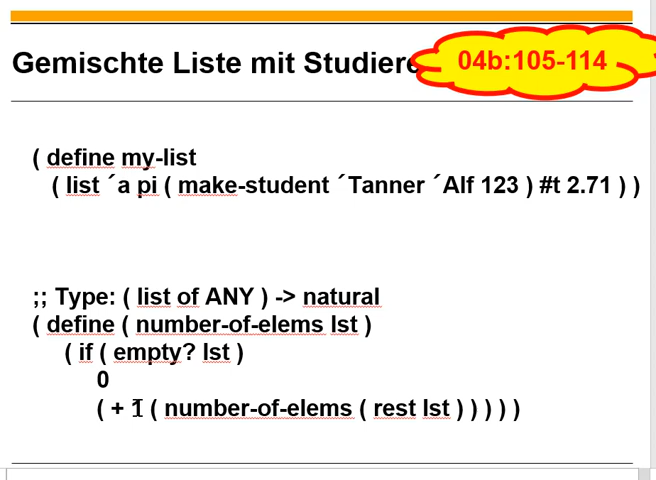 Gemischte Liste mit Studiere
04b:105-114
( define my-list
( list ´a pi ( make-student ´Tanner ´Alf 123 ) #t 2.71 ) )
;; Type: ( list of ANY ) -> natural
( define ( number-of-elems lst )
( if ( empty? lst )
0
( + 1 ( number-of-elems ( rest lst ) ) ) ) )